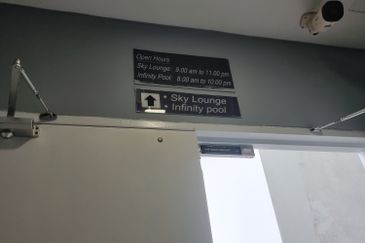 Open Hours
Sky Lounge: 9.00 am to 11.00 pm
Infinity Pool: 8.00 am to 10.00 pm
• Sky Lounge
• Infinity pool